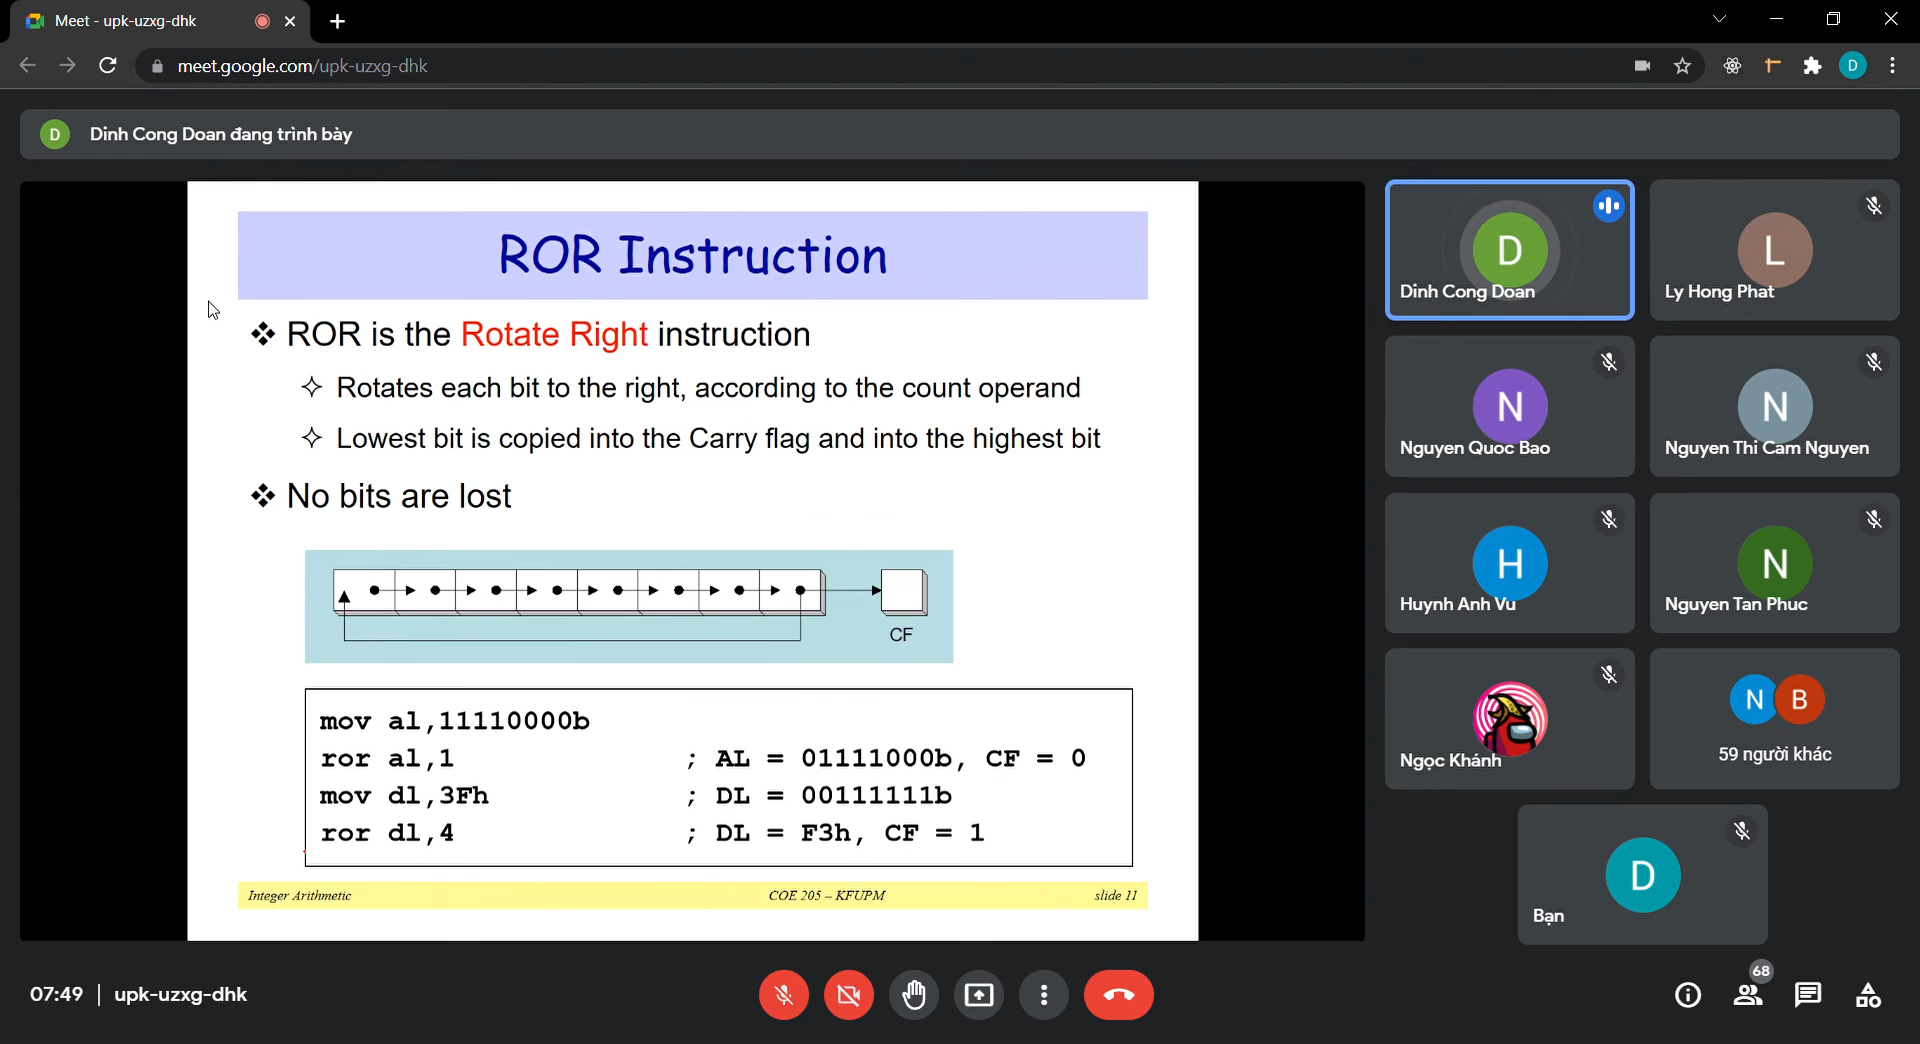 Meet - upk-uzxg-dhk
meet.google.com/upk-uzxg-dhk
D
D
Dinh Cong Doan đang trình bày
ROR Instruction
ROR is the Rotate Right instruction
Rotates each bit to the right, according to the count operand
Lowest bit is copied into the Carry flag and into the highest bit
No bits are lost
CF
mov al,11110000b
ror al,1 ; AL = 01111000b, CF = 0
mov dl,3Fh ; DL = 00111111b
ror dl,4 ; DL = F3h, CF = 1
Integer Arithmetic COE 205 – KFUPM slide 11
D
Dinh Cong Doan
L
Ly Hong Phat
N
Nguyen Quoc Bao
N
Nguyen Thi Cam Nguyen
H
Huynh Anh Vu
N
Nguyen Tan Phuc
Ngọc Khánh
N B
59 người khác
D
Bạn
07:49 | upk-uzxg-dhk
68